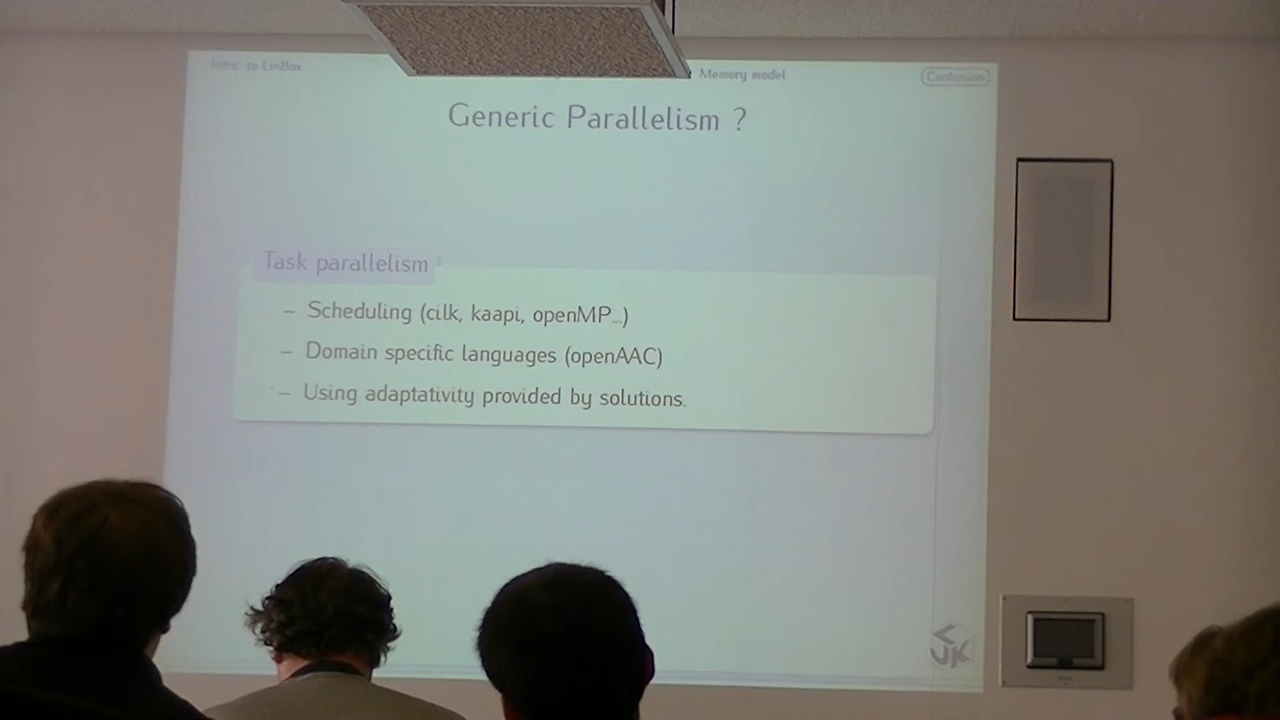 Intro. to LinBox
Memory model
Conclusion
Generic Parallelism ?
Task parallelism
– Scheduling (cilk, kaapi, openMP...)
– Domain specific languages (openAAC)
– Using adaptativity provided by solutions.